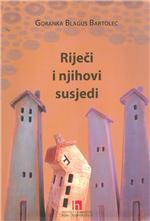 GORANKA BLAGUS BARTOLEC
Riječi
i njihovi
susjedi